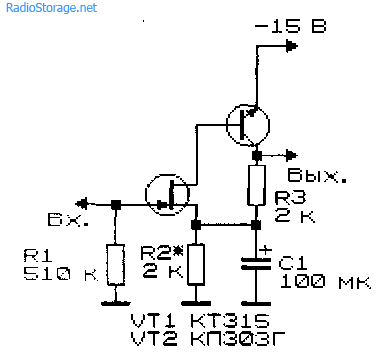 RadioStorage.net
-15 В
Вых.
Вх.
R3
2 к
R1
510 к
R2*
2 к
+
C1
100 мк
VT1 КТ315
VT2 КП303Г